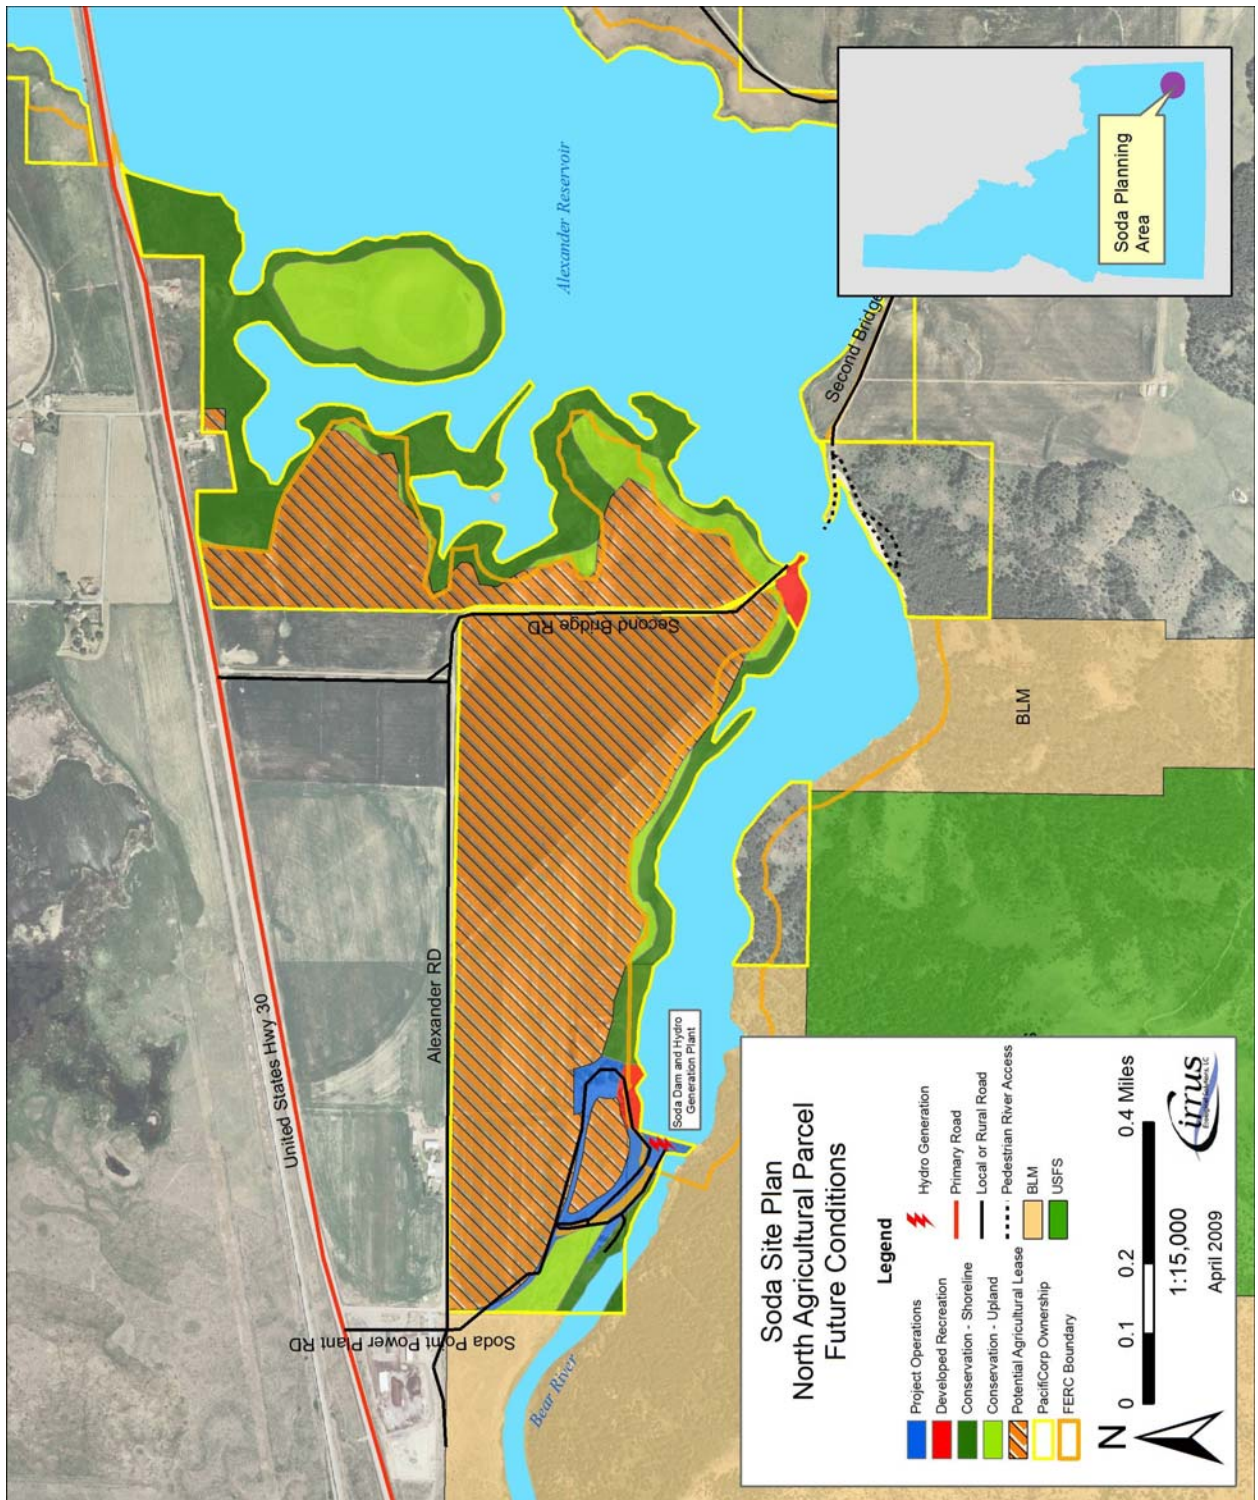 Alexander Reservoir
Soda Planning
Area
Second Bridge
Second Bridge RD
BLM
Alexander RD
United States Hwy 30
Soda Dam and Hydro
Generation Plant
Soda Point Power Plant RD
Bear River
Soda Site Plan
North Agricultural Parcel
Future Conditions
Legend
Project Operations
Developed Recreation
Conservation - Shoreline
Conservation - Upland
Potential Agricultural Lease
PacifiCorp Ownership
FERC Boundary
Hydro Generation
Primary Road
Local or Rural Road
Pedestrian River Access
BLM
USFS
N
0 0.1 0.2 0.4 Miles
1:15,000
April 2009
Cirrus
Ecological Solutions, LC